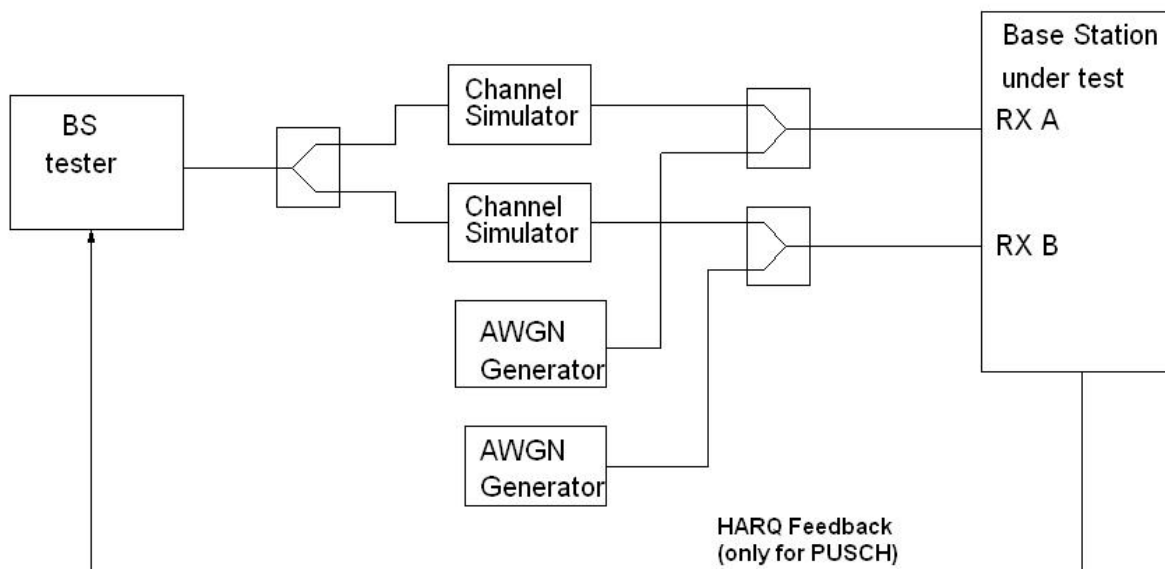 BS
tester
Channel
Simulator
Channel
Simulator
AWGN
Generator
AWGN
Generator
Base Station
under test
RX A
RX B
HARQ Feedback
(only for PUSCH)